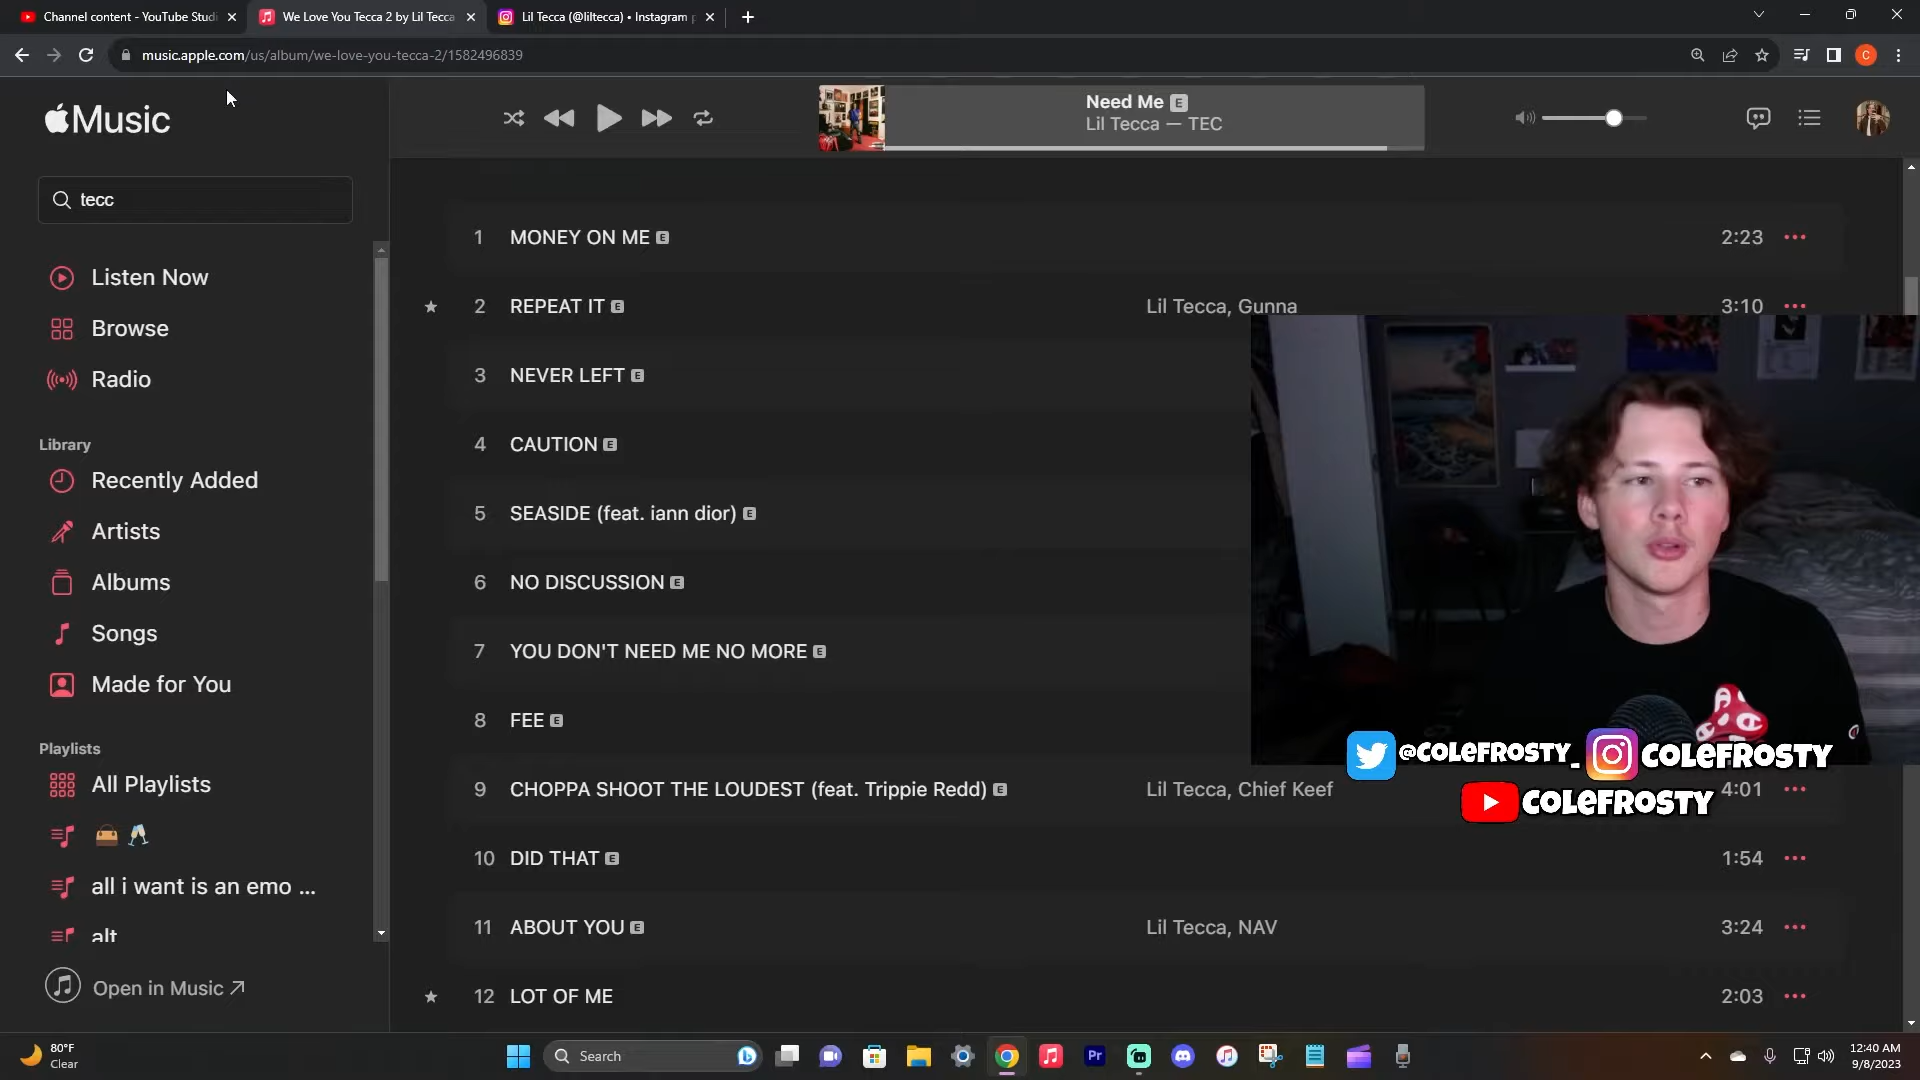 Channel content - YouTube Studi
We Love You Tecca 2 by Lil Tecca
Lil Tecca (@liltecca) • Instagram p
music.apple.com/us/album/we-love-you-tecca-2/1582496839
C
Music
Need Me E
Lil Tecca — TEC
tecc
1 MONEY ON ME E 2:23
2 REPEAT IT E Lil Tecca, Gunna 3:10
3 NEVER LEFT E
4 CAUTION E
5 SEASIDE (feat. iann dior) E
6 NO DISCUSSION E
7 YOU DON'T NEED ME NO MORE E
8 FEE E
9 CHOPPA SHOOT THE LOUDEST (feat. Trippie Redd) E Lil Tecca, Chief Keef 4:01
10 DID THAT E 1:54
11 ABOUT YOU E Lil Tecca, NAV 3:24
12 LOT OF ME 2:03
Listen Now
Browse
Radio
Library
Recently Added
Artists
Albums
Songs
Made for You
Playlists
All Playlists
all i want is an emo ...
alt
Open in Music
@COLEFROSTY_ COLEFROSTY
COLEFROSTY
80°F
Clear
Search
Pr
12:40 AM
9/8/2023